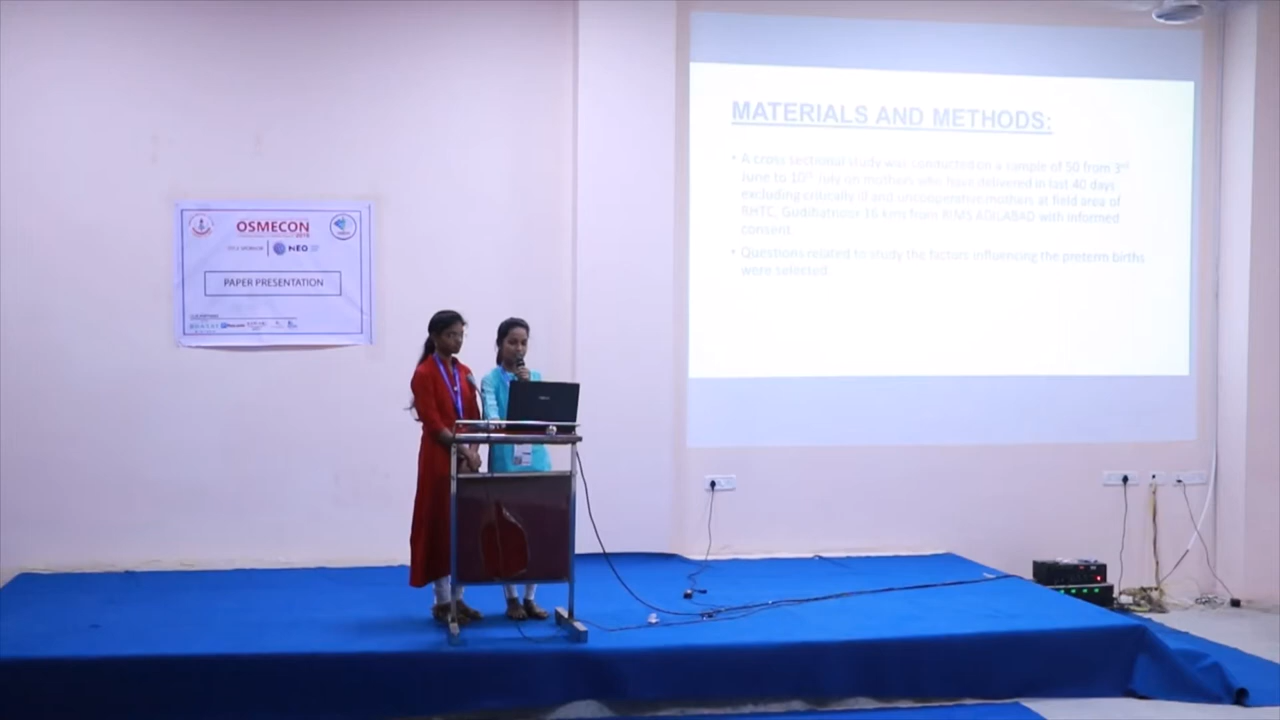 OSMECON
NEO
PAPER PRESENTATION
MATERIALS AND METHODS:
• A cross sectional study was conducted on a sample of 50 from 3rd
June to 10th July on mothers who have delivered in last 40 days
excluding critically ill and uncooperative mothers at field area of
RHTC, Gudihatnoor 16 kms from RIMS ADILABAD with informed
consent
• Questions related to study the factors influencing the preterm births
were selected